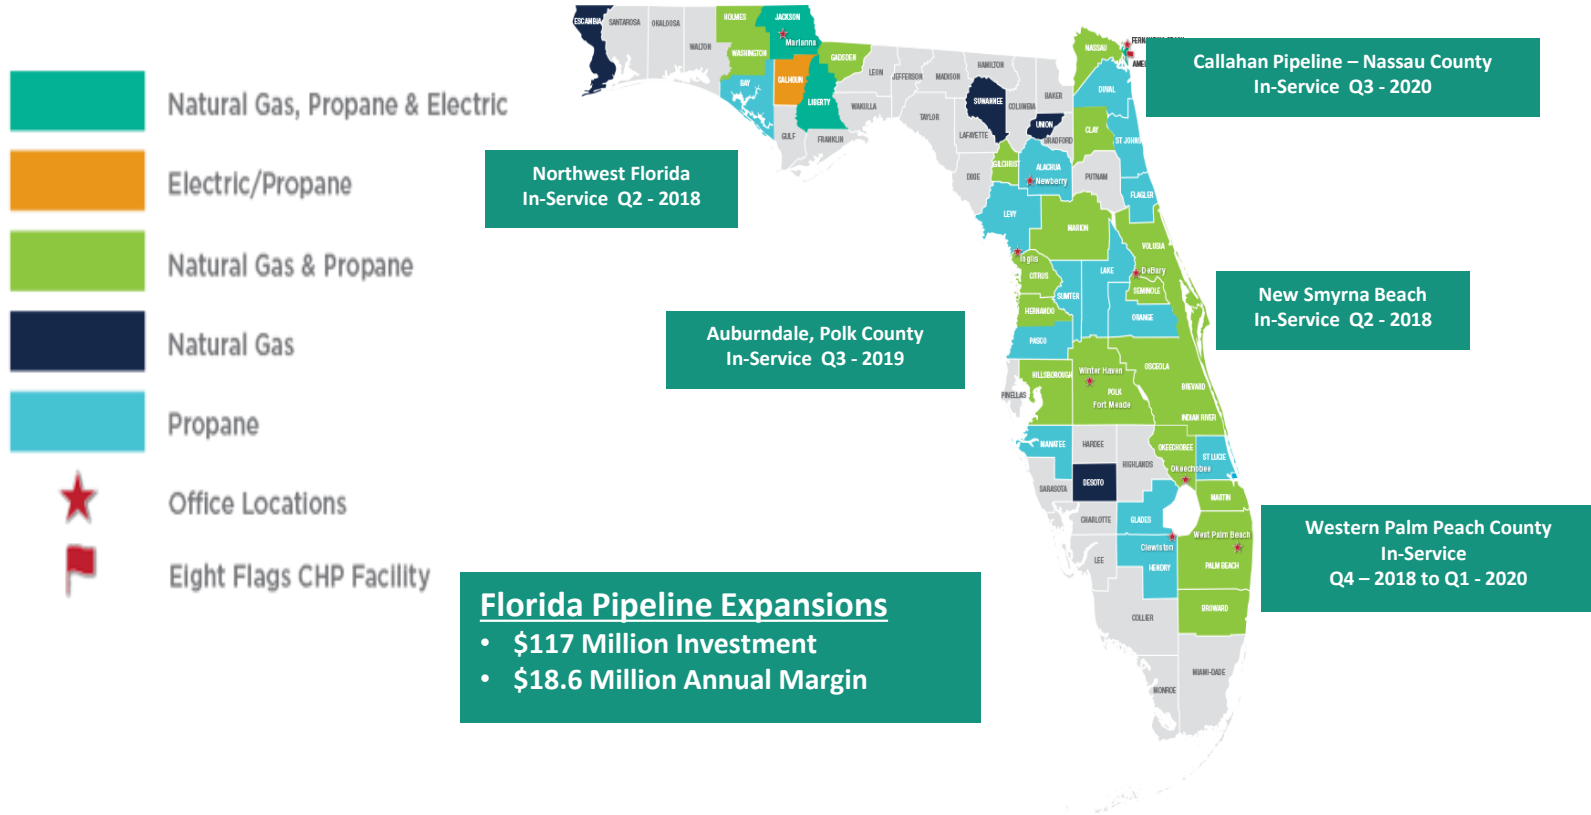 Natural Gas, Propane & Electric
Electric/Propane
Natural Gas & Propane
Natural Gas
Propane
Office Locations
Eight Flags CHP Facility
Northwest Florida
In-Service Q2 - 2018
Auburndale, Polk County
In-Service Q3 - 2019
Florida Pipeline Expansions
• $117 Million Investment
• $18.6 Million Annual Margin
Callahan Pipeline – Nassau County
In-Service Q3 - 2020
New Smyrna Beach
In-Service Q2 - 2018
Western Palm Peach County
In-Service
Q4 – 2018 to Q1 - 2020
ESCAMBIA
SANTA ROSA
OKALOOSA
WALTON
HOLMES
JACKSON
Marianna
WASHINGTON
BAY
CALHOUN
GADSDEN
LIBERTY
GULF
FRANKLIN
LEON
WAKULLA
JEFFERSON
MADISON
TAYLOR
HAMILTON
SUWANNEE
LAFAYETTE
COLUMBIA
BAKER
UNION
BRADFORD
NASSAU
DUVAL
CLAY
ST JOHNS
DIXIE
GILCHRIST
ALACHUA
Newberry
PUTNAM
FLAGLER
LEVY
MARION
Inglis
VOLUSIA
DeBary
CITRUS
LAKE
SEMINOLE
SUMTER
HERNANDO
ORANGE
PASCO
PINELLAS
HILLSBOROUGH
Winter Haven
POLK
Fort Meade
OSCEOLA
BREVARD
INDIAN RIVER
MANATEE
HARDEE
HIGHLANDS
OKEECHOBEE
Okeechobee
ST LUCIE
SARASOTA
DESOTO
MARTIN
CHARLOTTE
GLADES
Clewiston
West Palm Beach
LEE
HENDRY
PALM BEACH
COLLIER
BROWARD
MONROE
MIAMI-DADE